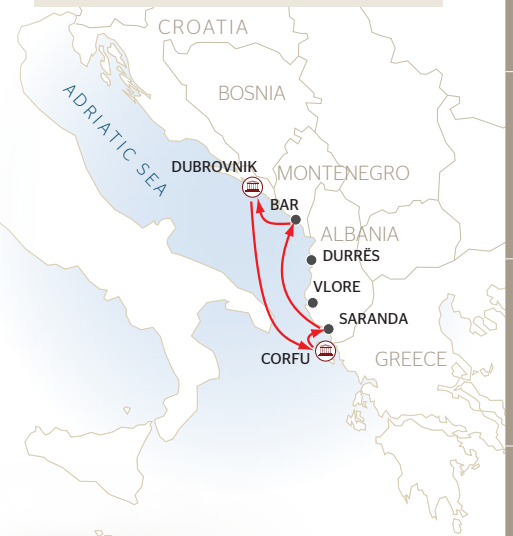 CROATIA
BOSNIA
ADRIATIC SEA
DUBROVNIK
MONTENEGRO
BAR
ALBANIA
DURRËS
VLORE
SARANDA
CORFU
GREECE